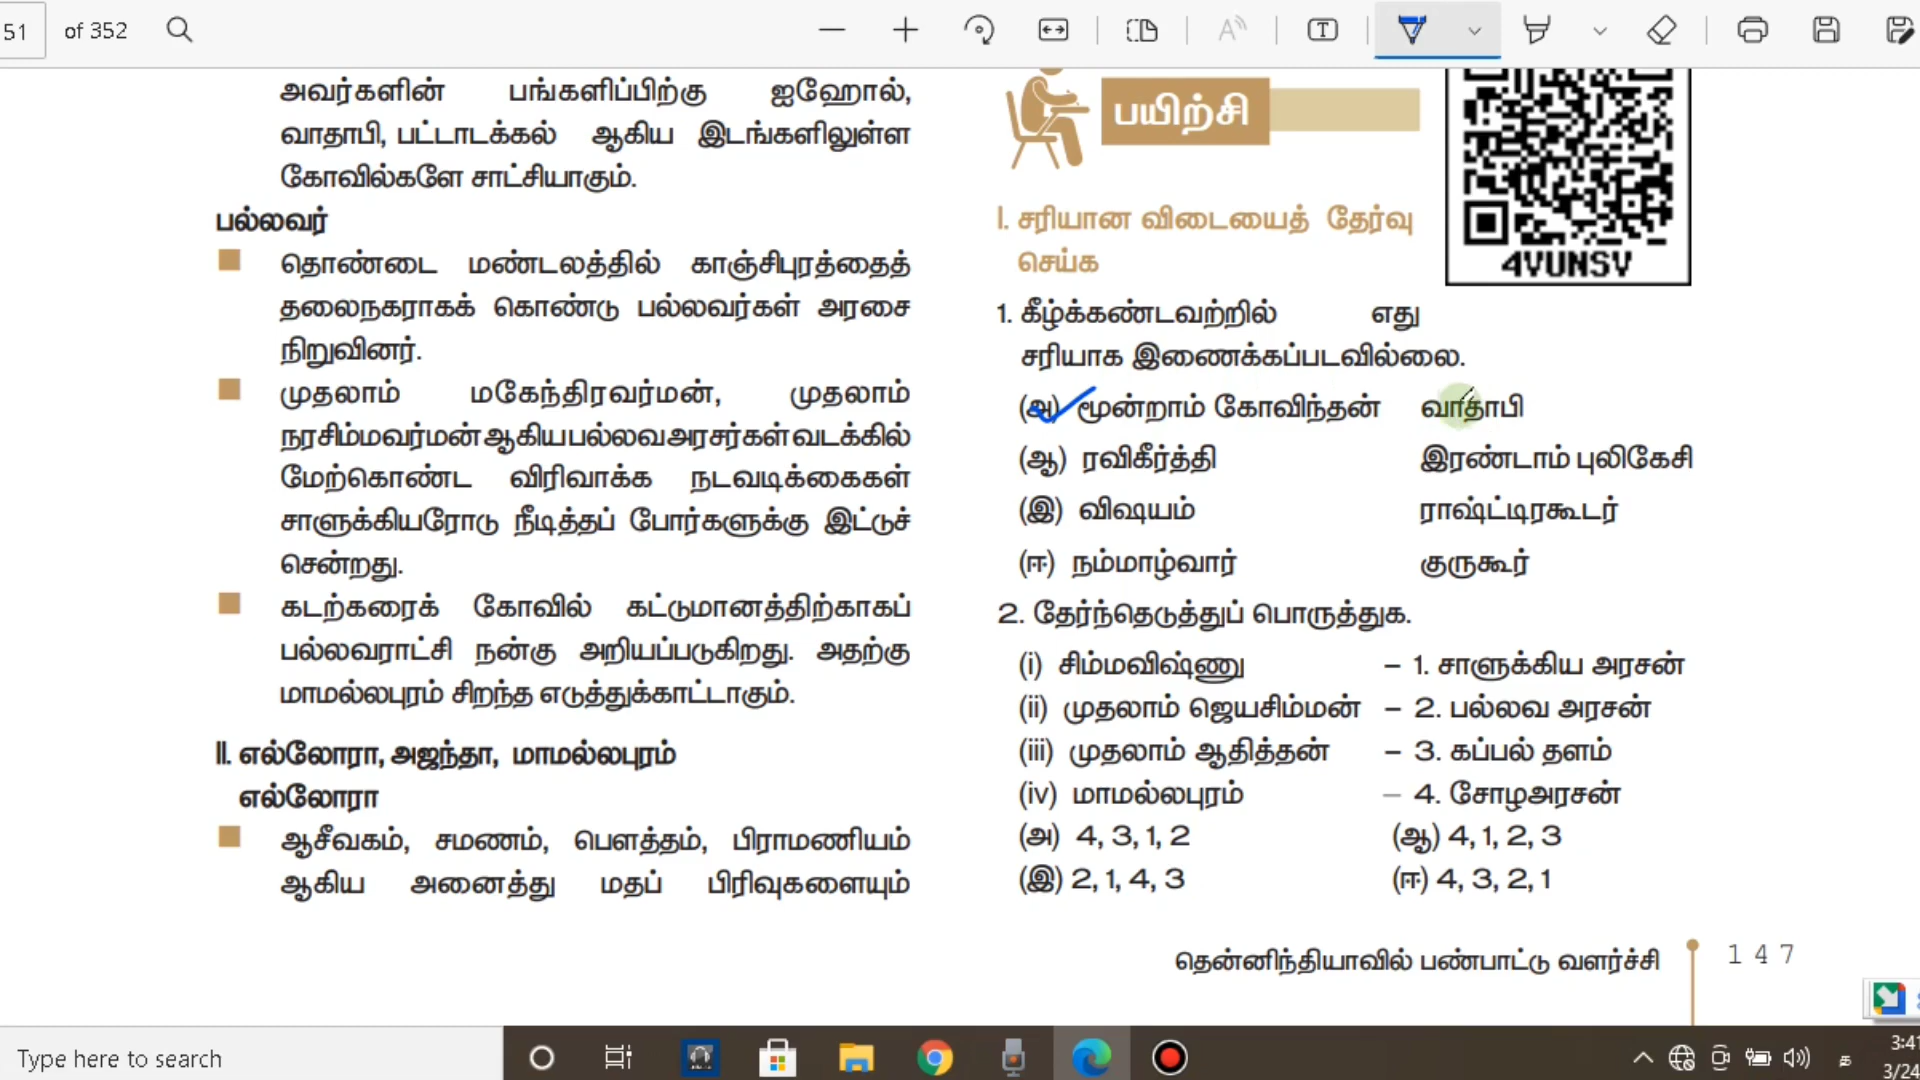 51 of 352
அவர்களின் பங்களிப்பிற்கு ஐஹோல்,
வாதாபி, பட்டாடக்கல் ஆகிய இடங்களிலுள்ள
கோவில்களே சாட்சியாகும்.
பல்லவர்
தொண்டை மண்டலத்தில் காஞ்சிபுரத்தைத்
தலைநகராகக் கொண்டு பல்லவர்கள் அரசை
நிறுவினர்.
முதலாம் மகேந்திரவர்மன், முதலாம்
நரசிம்மவர்மன் ஆகிய பல்லவ அரசர்கள் வடக்கில்
மேற்கொண்ட விரிவாக்க நடவடிக்கைகள்
சாளுக்கியரோடு நீடித்தப் போர்களுக்கு இட்டுச்
சென்றது.
கடற்கரைக் கோவில் கட்டுமானத்திற்காகப்
பல்லவராட்சி நன்கு அறியப்படுகிறது. அதற்கு
மாமல்லபுரம் சிறந்த எடுத்துக்காட்டாகும்.
II. எல்லோரா, அஜந்தா, மாமல்லபுரம்
எல்லோரா
ஆசீவகம், சமணம், பௌத்தம், பிராமணியம்
ஆகிய அனைத்து மதப் பிரிவுகளையும்
பயிற்சி
4VUNSV
I. சரியான விடையைத் தேர்வு
செய்க
1. கீழ்க்கண்டவற்றில் எது
சரியாக இணைக்கப்படவில்லை.
(அ) மூன்றாம் கோவிந்தன் வாதாபி
(ஆ) ரவிகீர்த்தி இரண்டாம் புலிகேசி
(இ) விஷயம் ராஷ்ட்டிரகூடர்
(ஈ) நம்மாழ்வார் குருகூர்
2. தேர்ந்தெடுத்துப் பொருத்துக.
(i) சிம்மவிஷ்ணு – 1. சாளுக்கிய அரசன்
(ii) முதலாம் ஜெயசிம்மன் – 2. பல்லவ அரசன்
(iii) முதலாம் ஆதித்தன் – 3. கப்பல் தளம்
(iv) மாமல்லபுரம் – 4. சோழஅரசன்
(அ) 4, 3, 1, 2 (ஆ) 4, 1, 2, 3
(இ) 2, 1, 4, 3 (ஈ) 4, 3, 2, 1
தென்னிந்தியாவில் பண்பாட்டு வளர்ச்சி 147
Type here to search
3:41
3/24